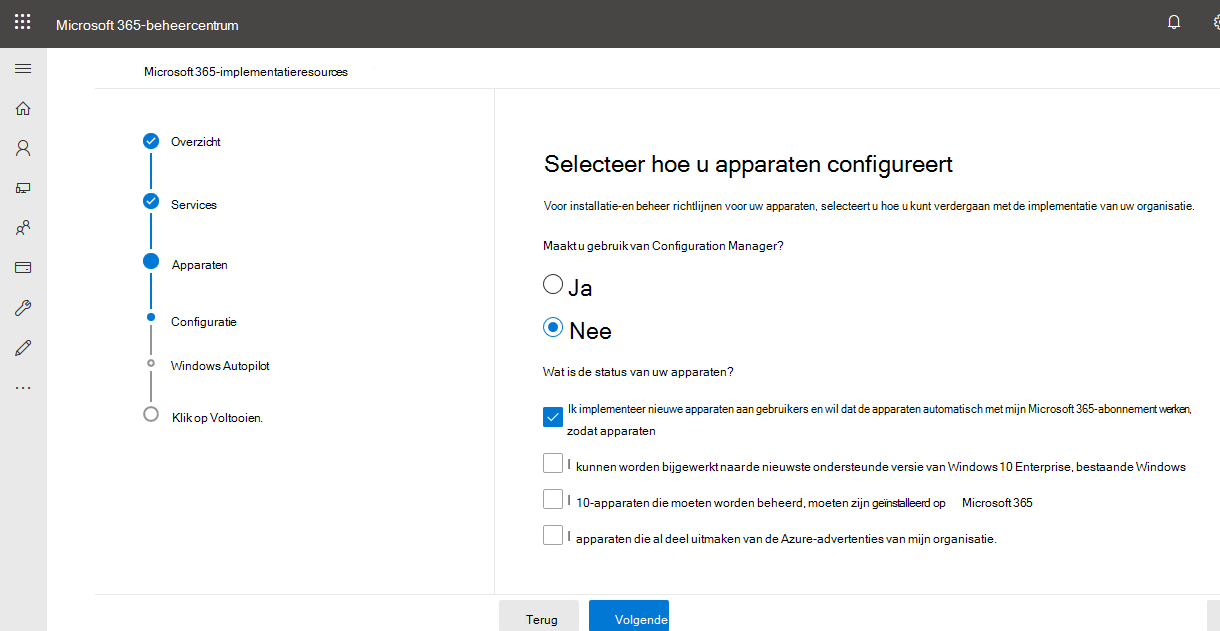 Microsoft 365-beheercentrum
Microsoft 365-implementatieresources
Overzicht
Services
Apparaten
Configuratie
Windows Autopilot
Klik op Voltooien.
Selecteer hoe u apparaten configureert
Voor installatie-en beheer richtlijnen voor uw apparaten, selecteert u hoe u kunt verdergaan met de implementatie van uw organisatie.
Maakt u gebruik van Configuration Manager?
Ja
Nee
Wat is de status van uw apparaten?
Ik implementeer nieuwe apparaten aan gebruikers en wil dat de apparaten automatisch met mijn Microsoft 365-abonnement werken,
zodat apparaten
I kunnen worden bijgewerkt naar de nieuwste ondersteunde versie van Windows 10 Enterprise, bestaande Windows
I 10-apparaten die moeten worden beheerd, moeten zijn geïnstalleerd op Microsoft 365
I apparaten die al deel uitmaken van de Azure-advertenties van mijn organisatie.
Terug
Volgende